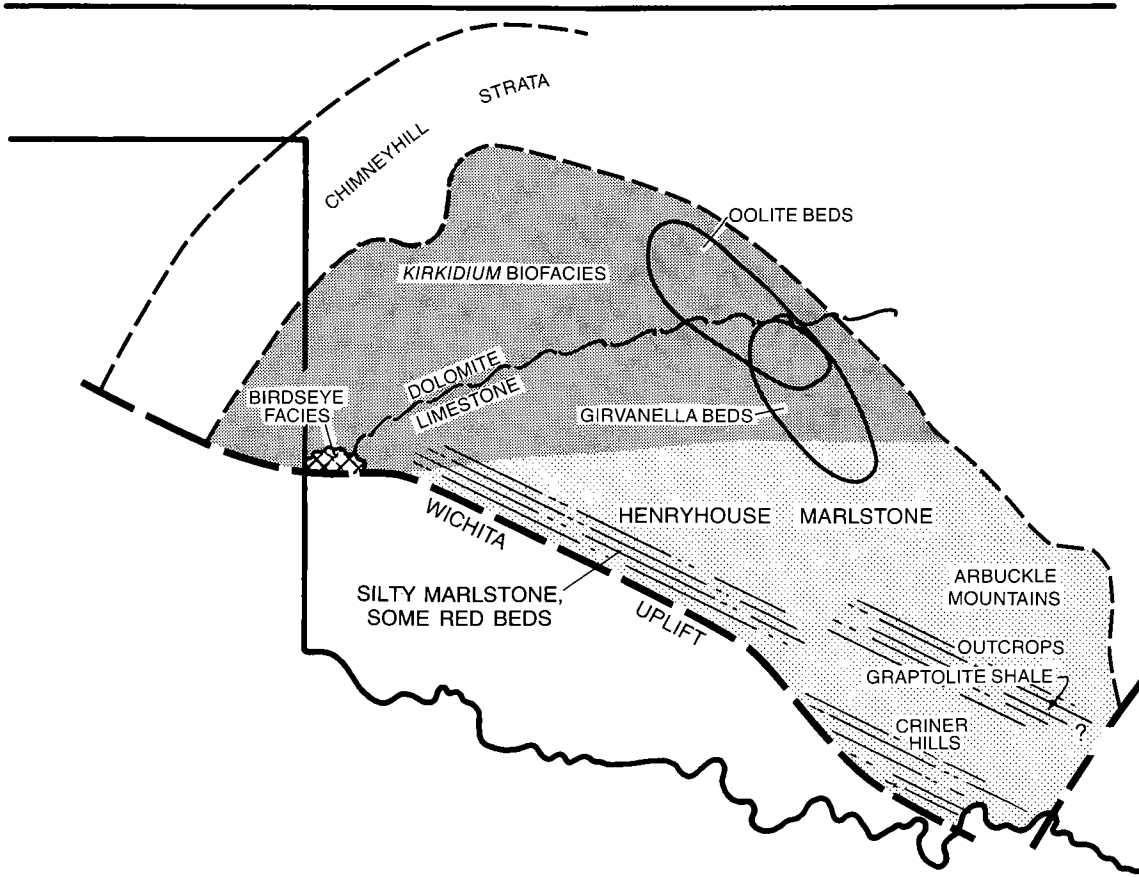 STRATA
CHIMNEYHILL
OOLITE BEDS
KIRKIDIUM BIOFACIES
DOLOMITE
LIMESTONE
BIRDSEYE
FACIES
GIRVANELLA BEDS
HENRYHOUSE MARLSTONE
WICHITA
UPLIFT
SILTY MARLSTONE,
SOME RED BEDS
ARBUCKLE
MOUNTAINS
OUTCROPS
GRAPTOLITE SHALE
?
CRINER
HILLS